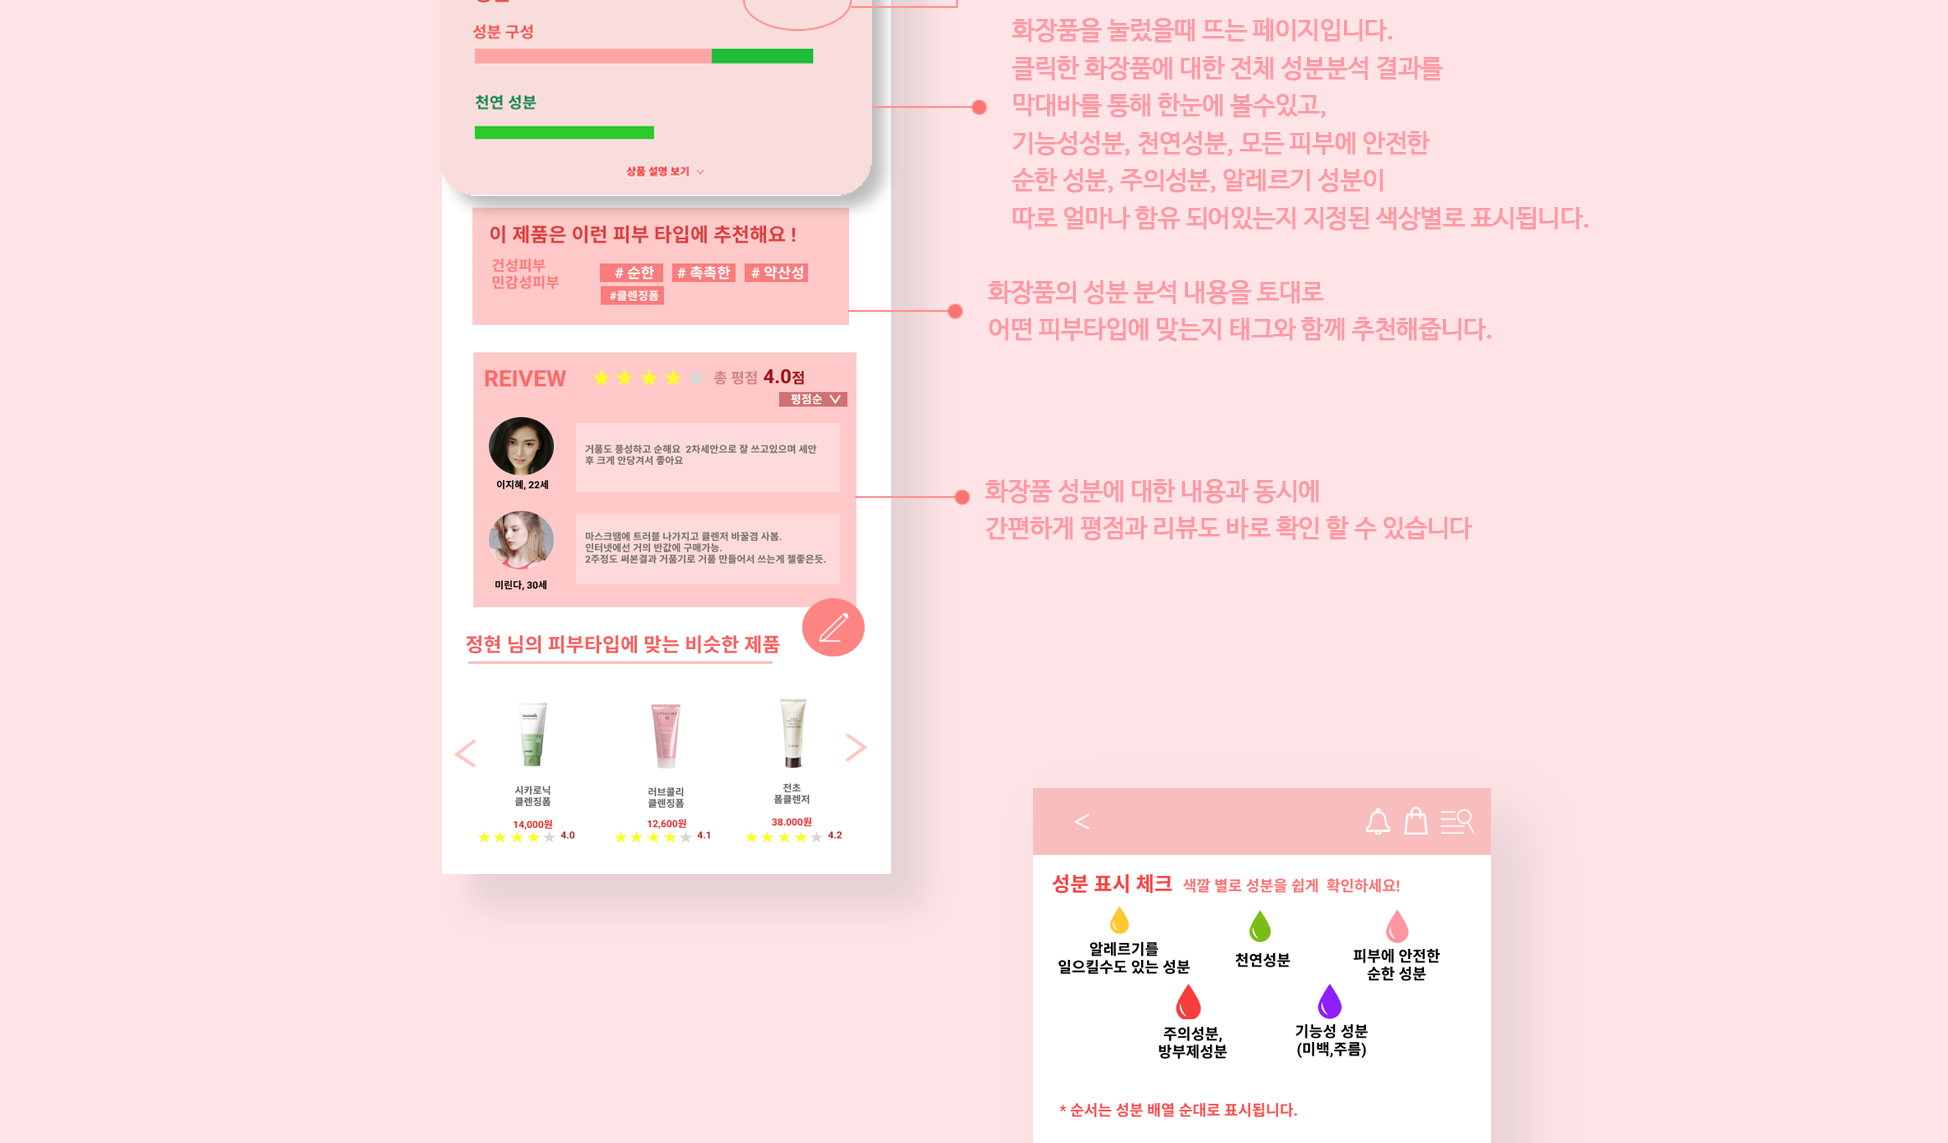 성분 구성
천연 성분
상품 설명 보기
화장품을 눌렀을때 뜨는 페이지입니다.
클릭한 화장품에 대한 전체 성분분석 결과를
막대바를 통해 한눈에 볼수있고,
기능성성분, 천연성분, 모든 피부에 안전한
순한 성분, 주의성분, 알레르기 성분이
따로 얼마나 함유 되어있는지 지정된 색상별로 표시됩니다.
이 제품은 이런 피부 타입에 추천해요 !
건성피부
민감성피부
# 순한 # 촉촉한 # 약산성
#클렌징폼
화장품의 성분 분석 내용을 토대로
어떤 피부타입에 맞는지 태그와 함께 추천해줍니다.
REIVEW 총 평점 4.0점
평점순
거품도 풍성하고 순해요 2차세안으로 잘 쓰고있으며 세안
후 크게 안당겨서 좋아요
이지혜, 22세
마스크땜에 트러블 나가지고 클렌저 바꿀겸 사봄.
인터넷에선 거의 반값에 구매가능.
2주정도 써본결과 거품기로 거품 만들어서 쓰는게 젤좋은듯.
미린다, 30세
화장품 성분에 대한 내용과 동시에
간편하게 평점과 리뷰도 바로 확인 할 수 있습니다
정현 님의 피부타입에 맞는 비슷한 제품
시카로닉
클렌징폼
14,000원
4.0
러브콜리
클렌징폼
12,600원
4.1
전초
폼클렌저
38.000원
4.2
성분 표시 체크 색깔 별로 성분을 쉽게 확인하세요!
알레르기를
일으킬수도 있는 성분
천연성분
피부에 안전한
순한 성분
주의성분,
방부제성분
기능성 성분
(미백,주름)
* 순서는 성분 배열 순대로 표시됩니다.